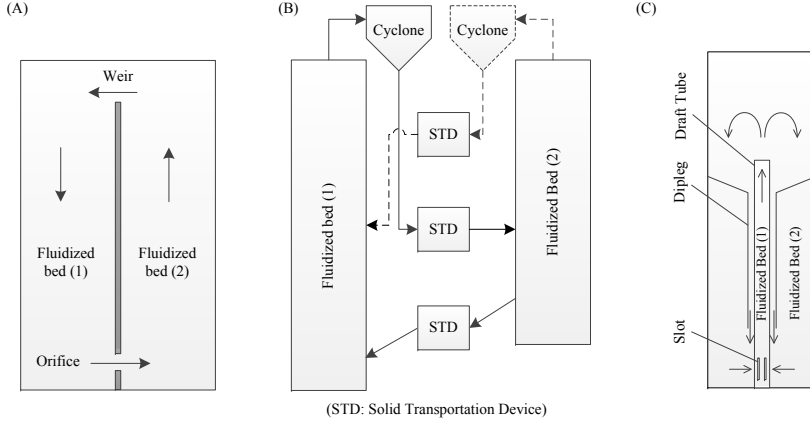 (A)
Weir
Fluidized
bed (1)
Fluidized
bed (2)
Orifice
(B)
Cyclone
Cyclone
STD
STD
STD
Fluidized bed (1)
Fluidized Bed (2)
(STD: Solid Transportation Device)
(C)
Draft Tube
Dipleg
Slot
Fluidized Bed (1)
Fluidized Bed (2)